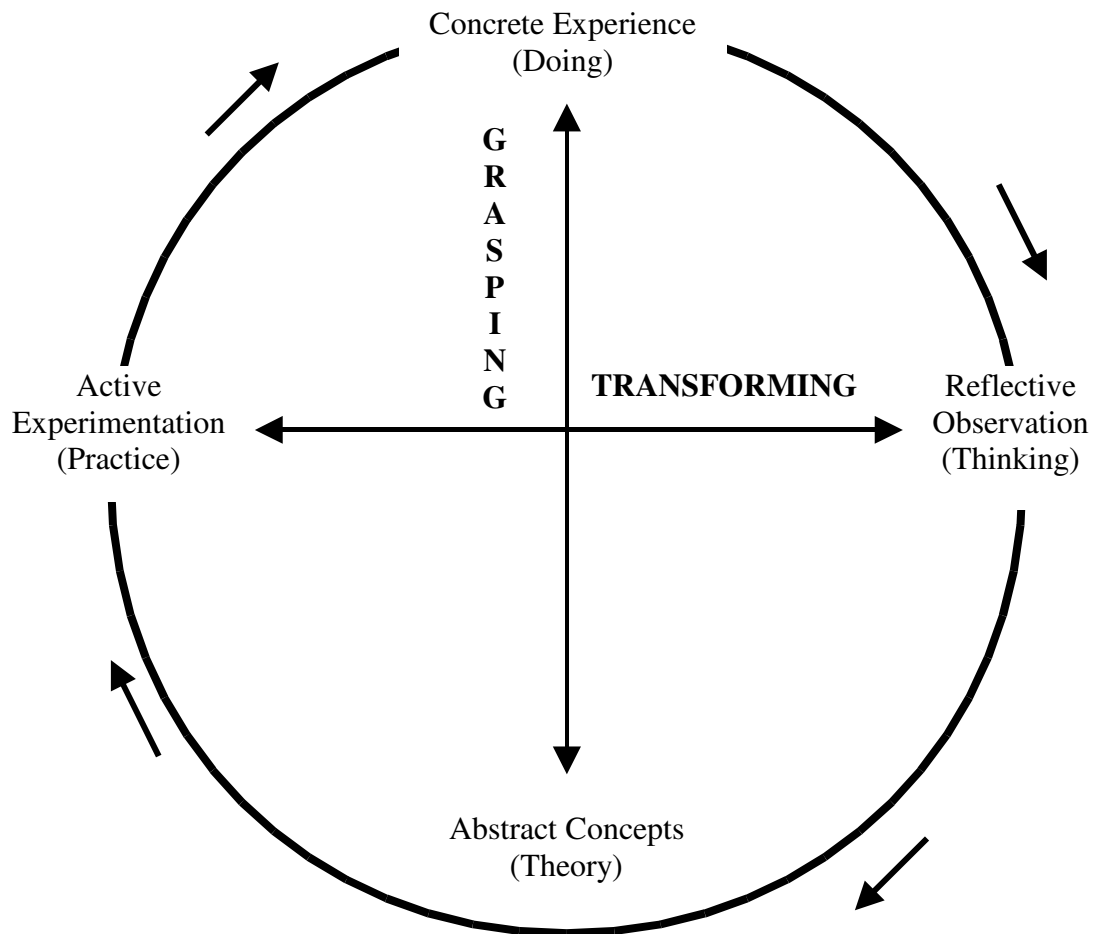 Concrete Experience
(Doing)
G
R
A
S
P
I
N
G
TRANSFORMING
Active
Experimentation
(Practice)
Reflective
Observation
(Thinking)
Abstract Concepts
(Theory)